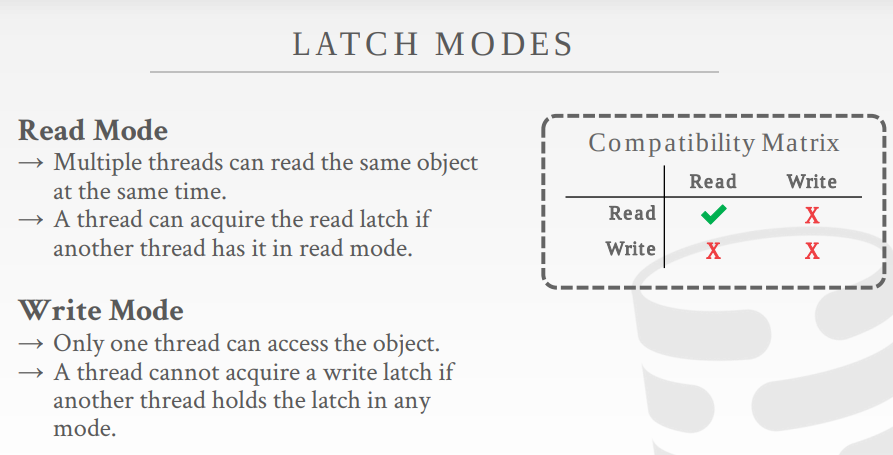 LATCH MODES
Read Mode
→ Multiple threads can read the same object
at the same time.
→ A thread can acquire the read latch if
another thread has it in read mode.
Write Mode
→ Only one thread can access the object.
→ A thread cannot acquire a write latch if
another thread holds the latch in any
mode.
Compatibility Matrix
Read Write
Read ✓ X
Write X X